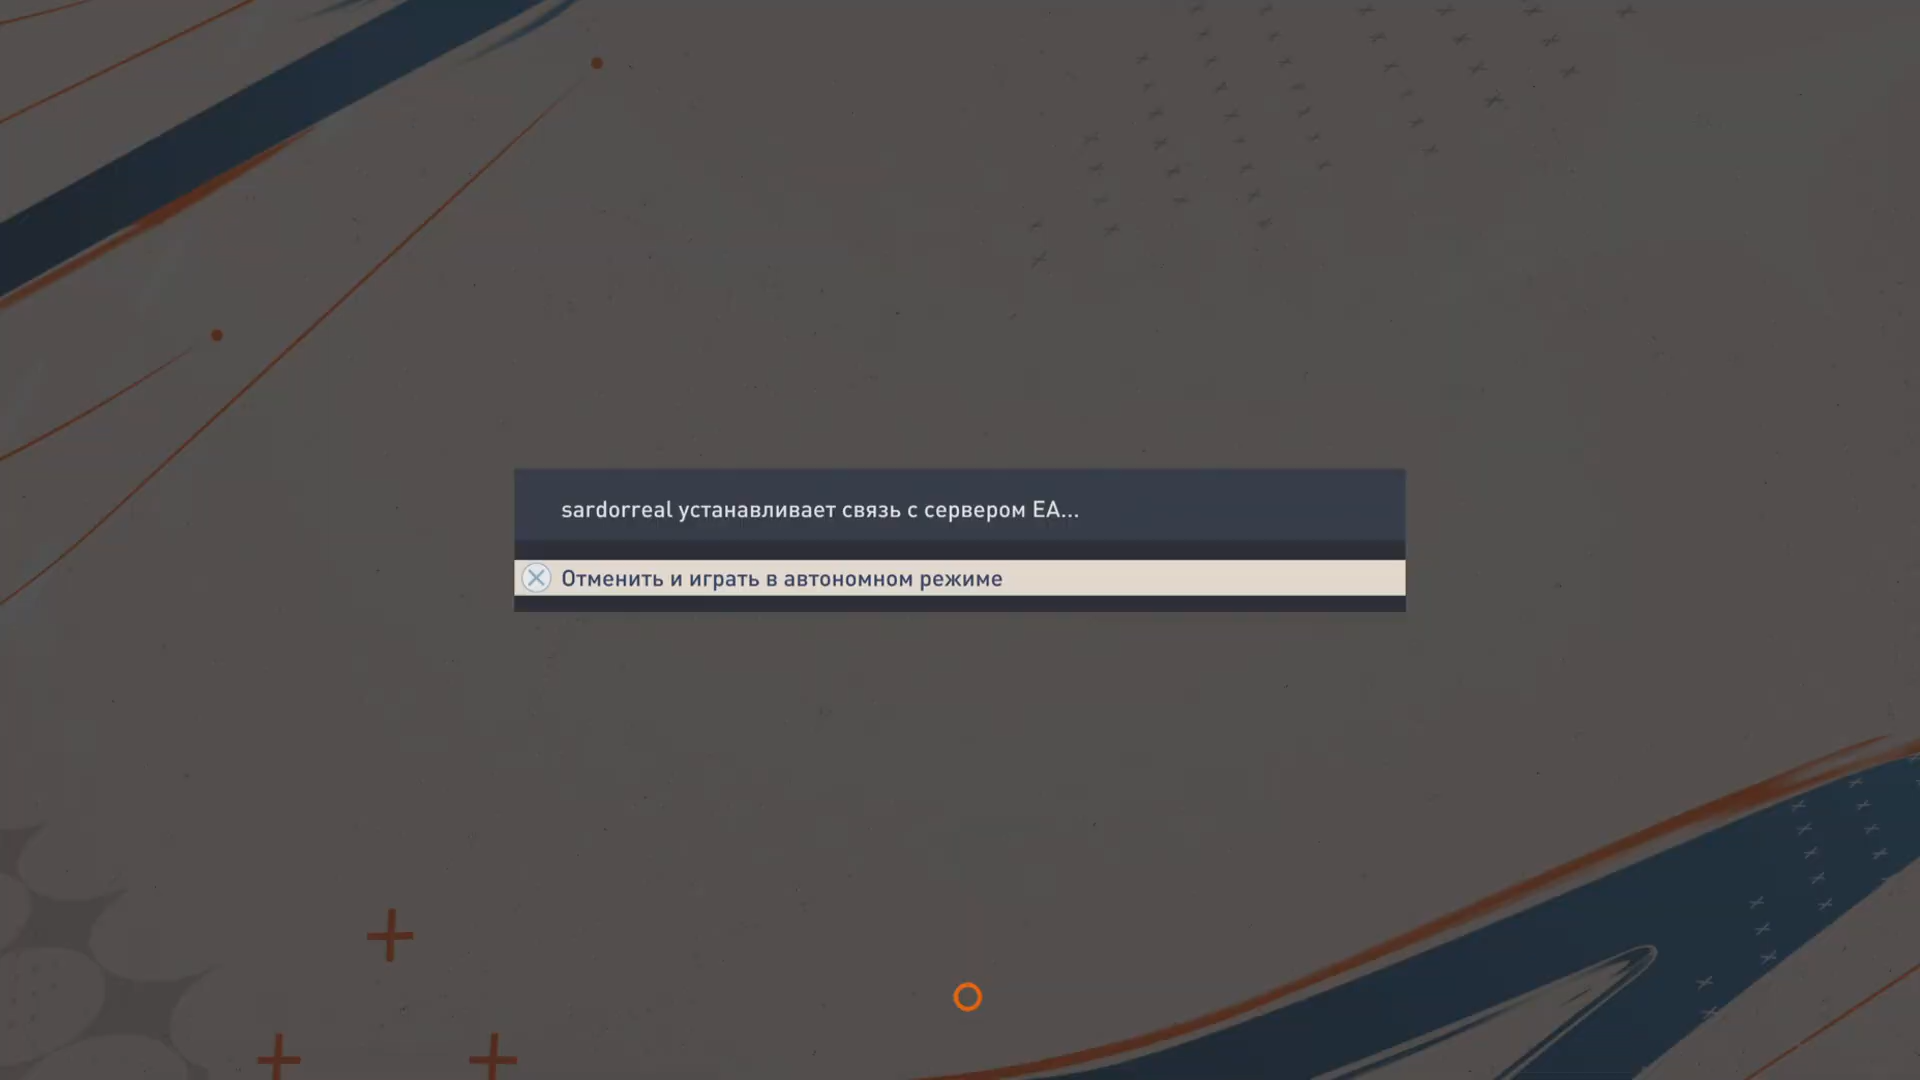 sardorreal устанавливает связь с сервером EA...
Отменить и играть в автономном режиме